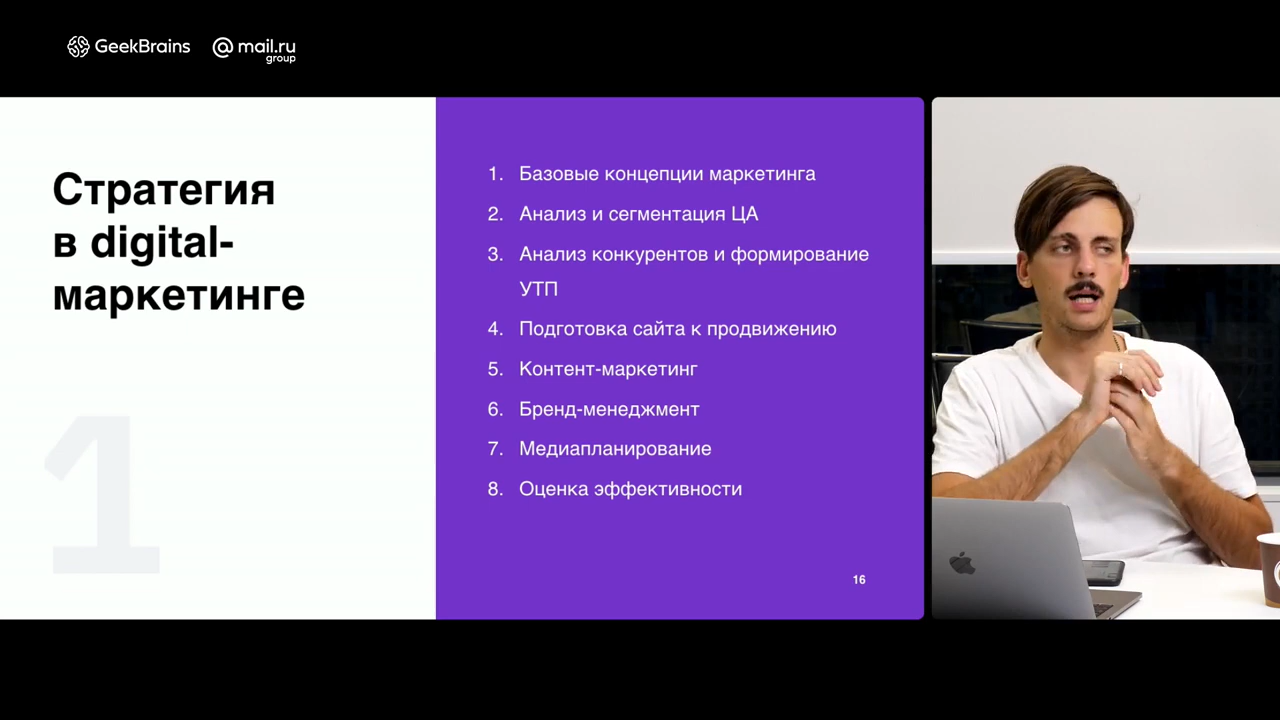 GeekBrains @mail.ru
group
Стратегия
в digital-
маркетинге
1
1. Базовые концепции маркетинга
2. Анализ и сегментация ЦА
3. Анализ конкурентов и формирование
УТП
4. Подготовка сайта к продвижению
5. Контент-маркетинг
6. Бренд-менеджмент
7. Медиапланирование
8. Оценка эффективности
16